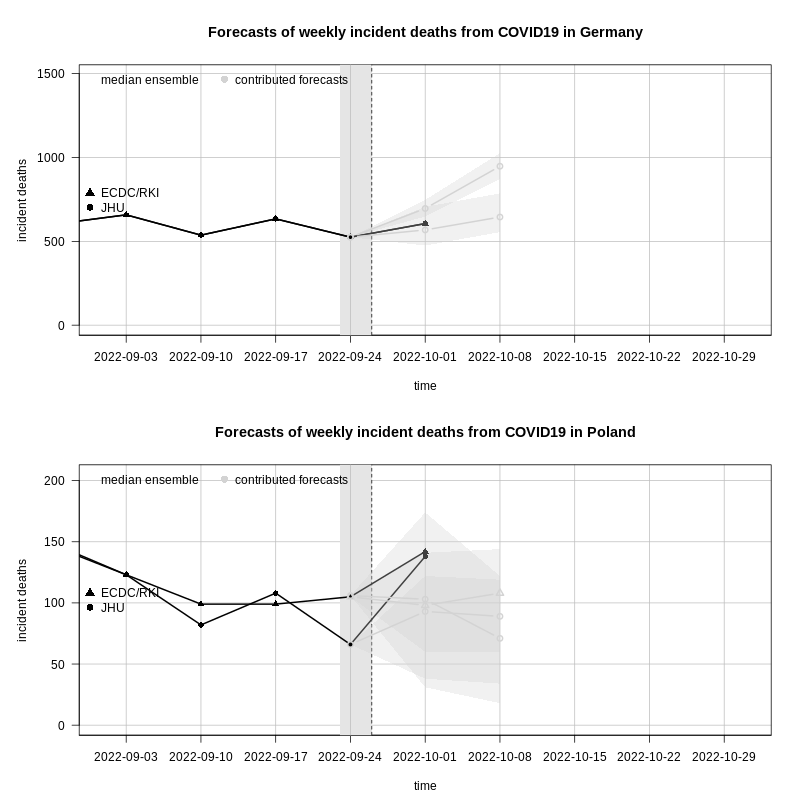 Forecasts of weekly incident deaths from COVID19 in Germany
median ensemble contributed forecasts
ECDC/RKI
JHU
incident deaths
1500
1000
500
0
2022-09-03 2022-09-10 2022-09-17 2022-09-24 2022-10-01 2022-10-08 2022-10-15 2022-10-22 2022-10-29
time
Forecasts of weekly incident deaths from COVID19 in Poland
median ensemble contributed forecasts
ECDC/RKI
JHU
incident deaths
200
150
100
50
0
2022-09-03 2022-09-10 2022-09-17 2022-09-24 2022-10-01 2022-10-08 2022-10-15 2022-10-22 2022-10-29
time